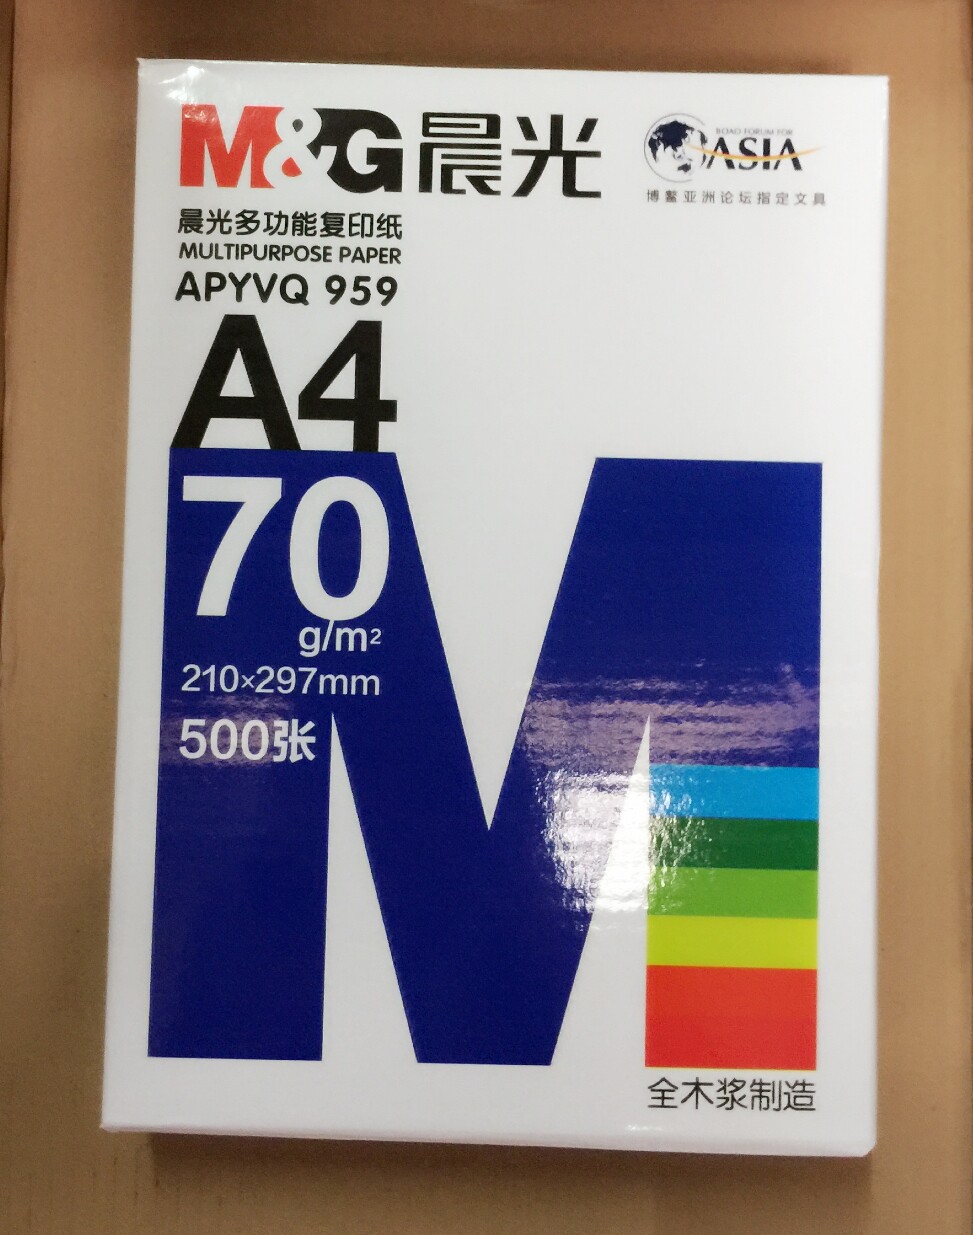 M&G晨光
BOAO FORUM FOR
ASIA
博鳌亚洲论坛指定文具
晨光多功能复印纸
MULTIPURPOSE PAPER
APYVQ 959
A4
70
g/m²
210×297mm
500张
全木浆制造